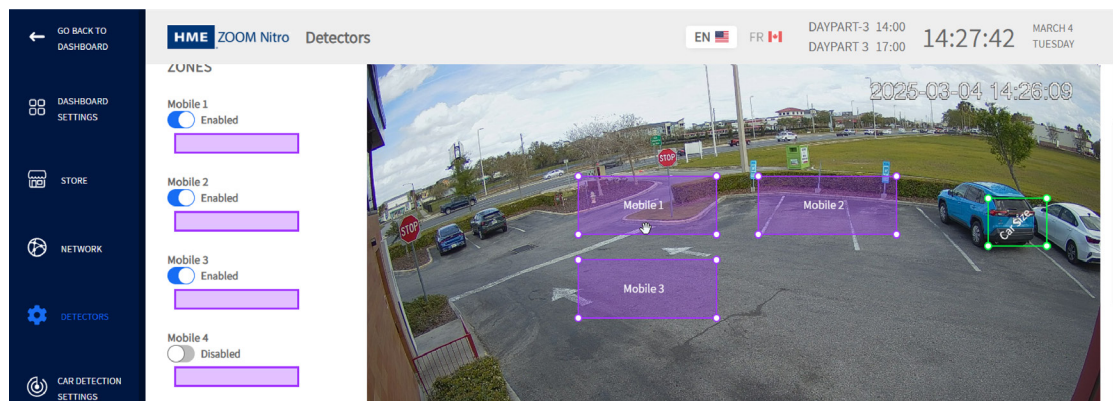 GO BACK TO
DASHBOARD
HME ZOOM Nitro Detectors
EN
FR
DAYPART-3 14:00
DAYPART 3 17:00
14:27:42
MARCH 4
TUESDAY
DASHBOARD
SETTINGS
STORE
NETWORK
DETECTORS
CAR DETECTION
SETTINGS
ZONES
Mobile 1
Enabled
Mobile 2
Enabled
Mobile 3
Enabled
Mobile 4
Disabled
2025-03-04 14:26:09
STOP
STOP
Mobile 1
Mobile 2
Car Size
Mobile 3